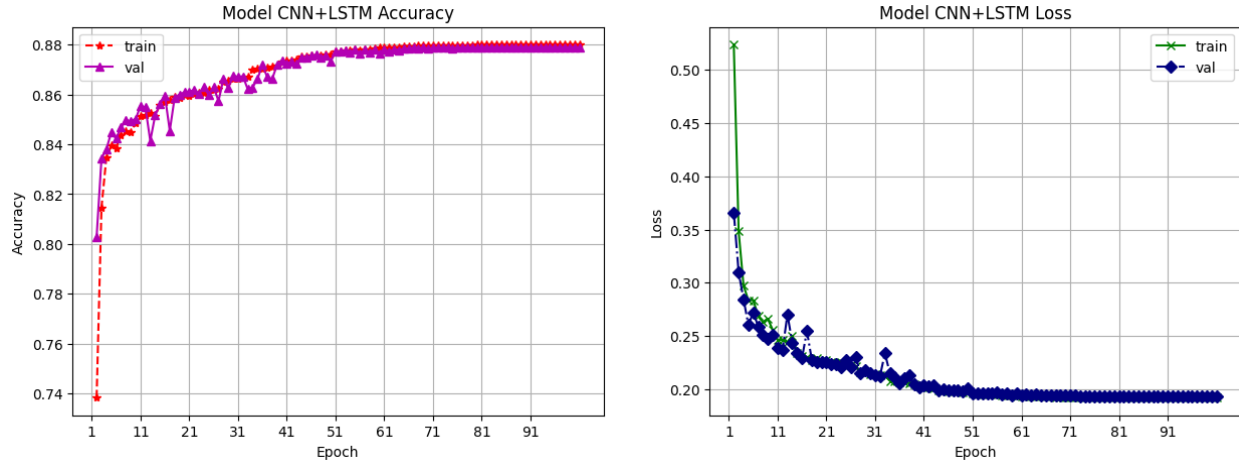 Model CNN+LSTM Accuracy
train
val
0.88
0.86
0.84
0.82
0.80
0.78
0.76
0.74
Accuracy
1 11 21 31 41 51 61 71 81 91
Epoch
Model CNN+LSTM Loss
train
val
0.50
0.45
0.40
0.35
0.30
0.25
0.20
Loss
1 11 21 31 41 51 61 71 81 91
Epoch